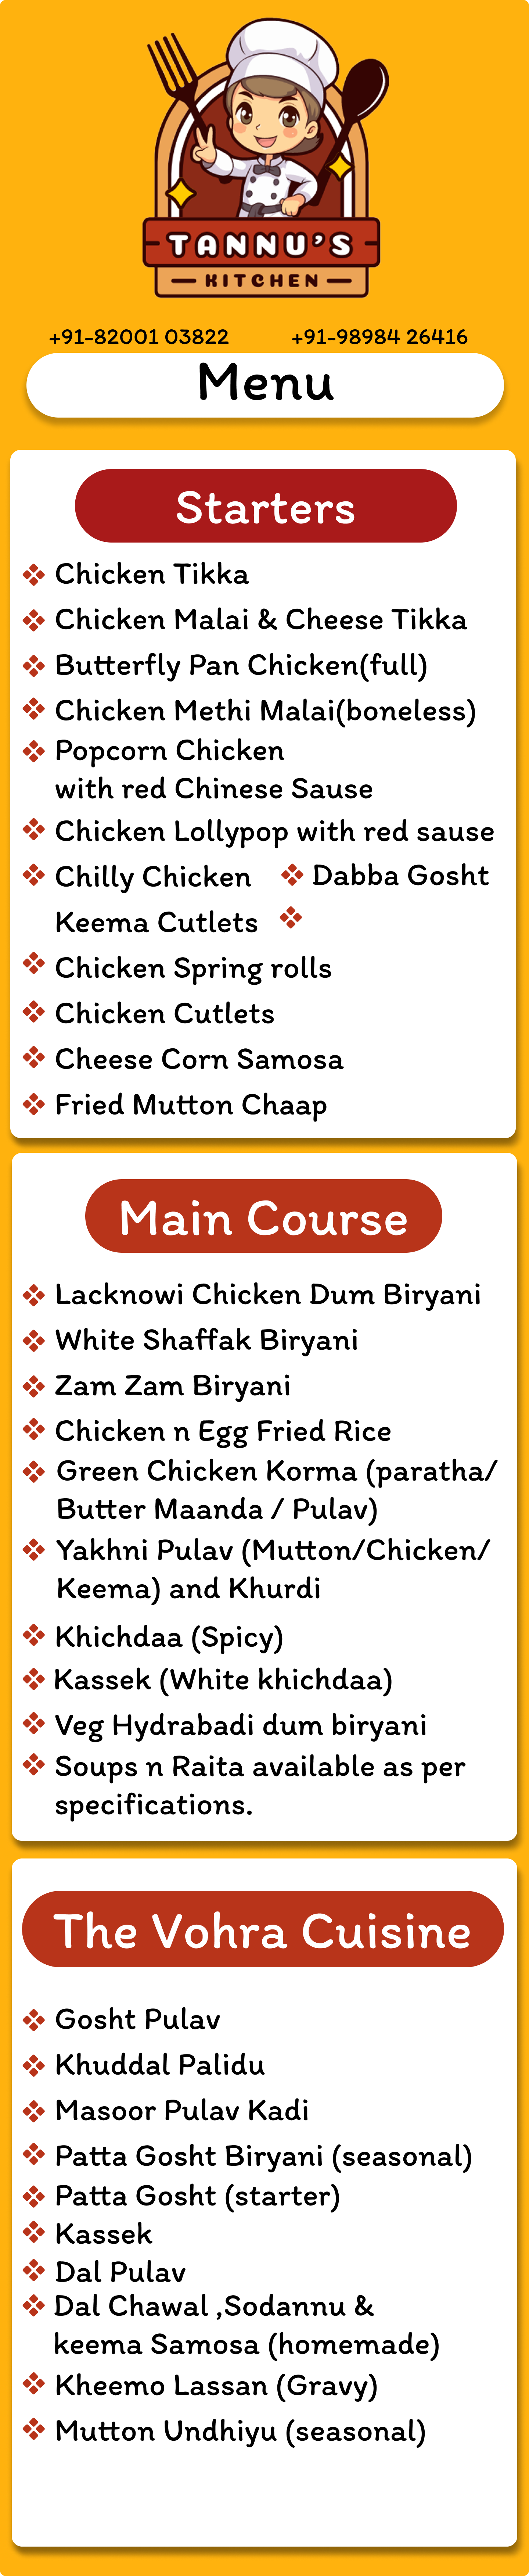 TANNU'S
KITCHEN
+91-82001 03822 +91-98984 26416
Menu
Starters
Chicken Tikka
Chicken Malai & Cheese Tikka
Butterfly Pan Chicken(full)
Chicken Methi Malai(boneless)
Popcorn Chicken
with red Chinese Sause
Chicken Lollypop with red sause
Chilly Chicken Dabba Gosht
Keema Cutlets
Chicken Spring rolls
Chicken Cutlets
Cheese Corn Samosa
Fried Mutton Chaap
Main Course
Lacknowi Chicken Dum Biryani
White Shaffak Biryani
Zam Zam Biryani
Chicken n Egg Fried Rice
Green Chicken Korma (paratha/
Butter Maanda / Pulav)
Yakhni Pulav (Mutton/Chicken/
Keema) and Khurdi
Khichdaa (Spicy)
Kassek (White khichdaa)
Veg Hydrabadi dum biryani
Soups n Raita available as per
specifications.
The Vohra Cuisine
Gosht Pulav
Khuddal Palidu
Masoor Pulav Kadi
Patta Gosht Biryani (seasonal)
Patta Gosht (starter)
Kassek
Dal Pulav
Dal Chawal ,Sodannu &
keema Samosa (homemade)
Kheemo Lassan (Gravy)
Mutton Undhiyu (seasonal)